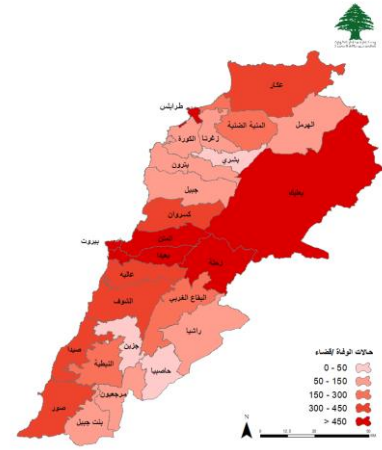 عكار
طرابلس
الهرمل
المنية الضنية
زغرتا
الكورة
بشري
بترون
بعلبك
جبيل
كسروان
المتن
بيروت
بعبدا
زحلة
عاليه
البقاع الغربي
الشوف
راشيا
جزين
صيدا
حاصبيا
النبطية
مرجعيون
صور
بنت جبيل
حالات الوفاة /قضاء
0 - 50
50 - 150
150 - 300
300 - 450
> 450
N